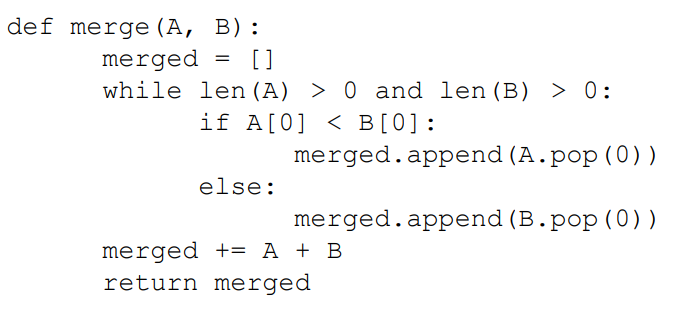 def merge(A, B):
    merged = []
    while len(A) > 0 and len(B) > 0:
        if A[0] < B[0]:
            merged.append(A.pop(0))
        else:
            merged.append(B.pop(0))
    merged += A + B
    return merged